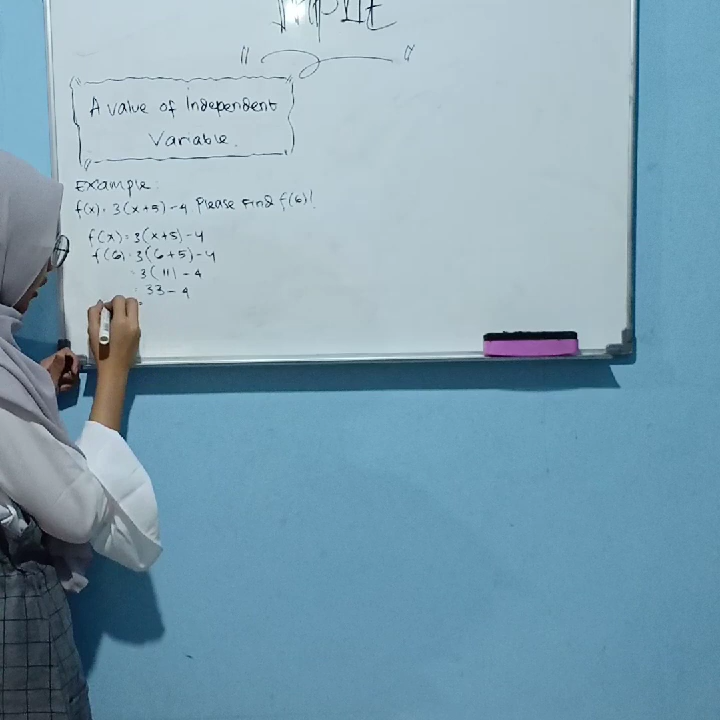 A value of Independent
Variable.
Example:
f(x) = 3(x+5) - 4 Please Find f(6)!
f(x) = 3(x+5) - 4
f(6) = 3(6+5) - 4
= 3(11) - 4
= 33 - 4